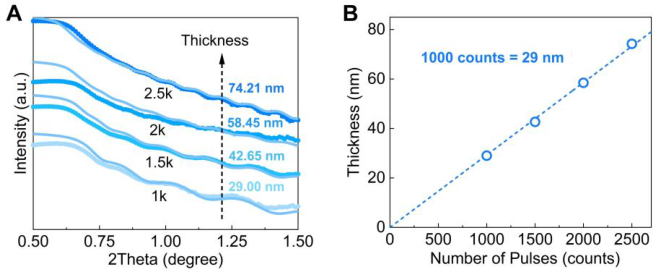 A
Intensity (a.u.)
Thickness
74.21 nm
2.5k
58.45 nm
2k
42.65 nm
1.5k
29.00 nm
1k
0.50 0.75 1.00 1.25 1.50
2Theta (degree)
B
Thickness (nm)
80
60
40
20
0
1000 counts = 29 nm
0 500 1000 1500 2000 2500
Number of Pulses (counts)